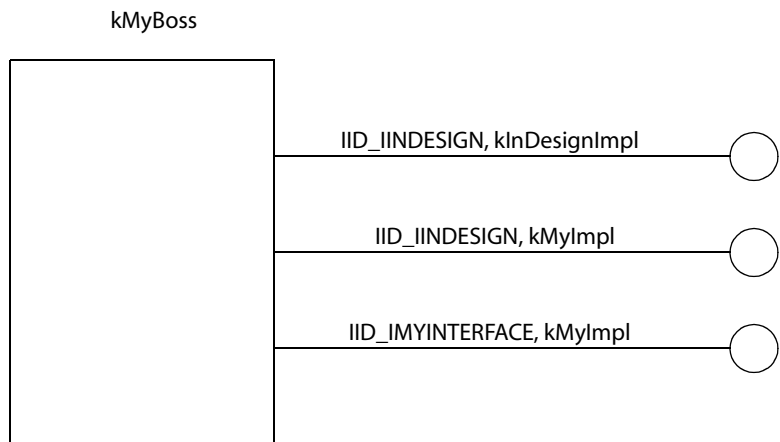 kMyBoss
IID_IINDESIGN, kInDesignImpl
IID_IINDESIGN, kMyImpl
IID_IMYINTERFACE, kMyImpl